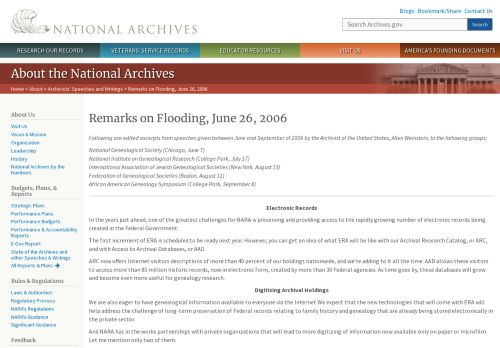 Blogs · Bookmark/Share · Contact Us
NATIONAL ARCHIVES
Search Archives.gov
Search
RESEARCH OUR RECORDS
VETERANS' SERVICE RECORDS
EDUCATOR RESOURCES
VISIT US
AMERICA'S FOUNDING DOCUMENTS
About the National Archives
Home > About > Archivists' Speeches and Writings > Remarks on Flooding, June 26, 2006
About Us
Visit Us
Vision & Mission
Organization
Leadership
History
National Archives by the
Numbers
Budgets, Plans, &
Reports
Strategic Plans
Performance Plans
Performance Budgets
Performance & Accountability
Reports
E-Gov Report
State of the Archives and
other Speeches & Writings
All Reports & Plans
Rules & Regulations
Laws & Authorities
Regulatory Process
NARA's Regulations
NARA's Guidance
Significant Guidance
Feedback
Remarks on Flooding, June 26, 2006
Following are edited excerpts from speeches given between June and September of 2006 by the Archivist of the United States, Allen Weinstein, to the following groups:
National Genealogical Society (Chicago, June 7)
National Institute on Genealogical Research (College Park, July 17)
International Association of Jewish Genealogical Societies (New York, August 13)
Federation of Genealogical Societies (Boston, August 31)
African American Genealogy Symposium (College Park, September 8)
Electronic Records
In the years just ahead, one of the greatest challenges for NARA is preserving and providing access to the rapidly growing number of electronic records being
created in the Federal Government.
The first increment of ERA is scheduled to be ready next year. However, you can get an idea of what ERA will be like with our Archival Research Catalog, or ARC,
and with Access to Archival Databases, or AAD.
ARC now offers Internet visitors descriptions of more than 40 percent of our holdings nationwide, and we're adding to it all the time. AAD allows these visitors
to access more than 85 million historic records, now in electronic form, created by more than 30 Federal agencies. As time goes by, these databases will grow
and become even more useful for genealogy research.
Digitizing Archival Holdings
We are also eager to have genealogical information available to everyone via the Internet We expect that the new technologies that will come with ERA will
help address the challenge of long-term preservation of Federal records relating to family history and genealogy that are already being stored electronically in
the private sector.
And NARA has in the works partnerships with private organizations that will lead to more digitizing of information now available only on paper or microfilm.
Let me mention only two of them.